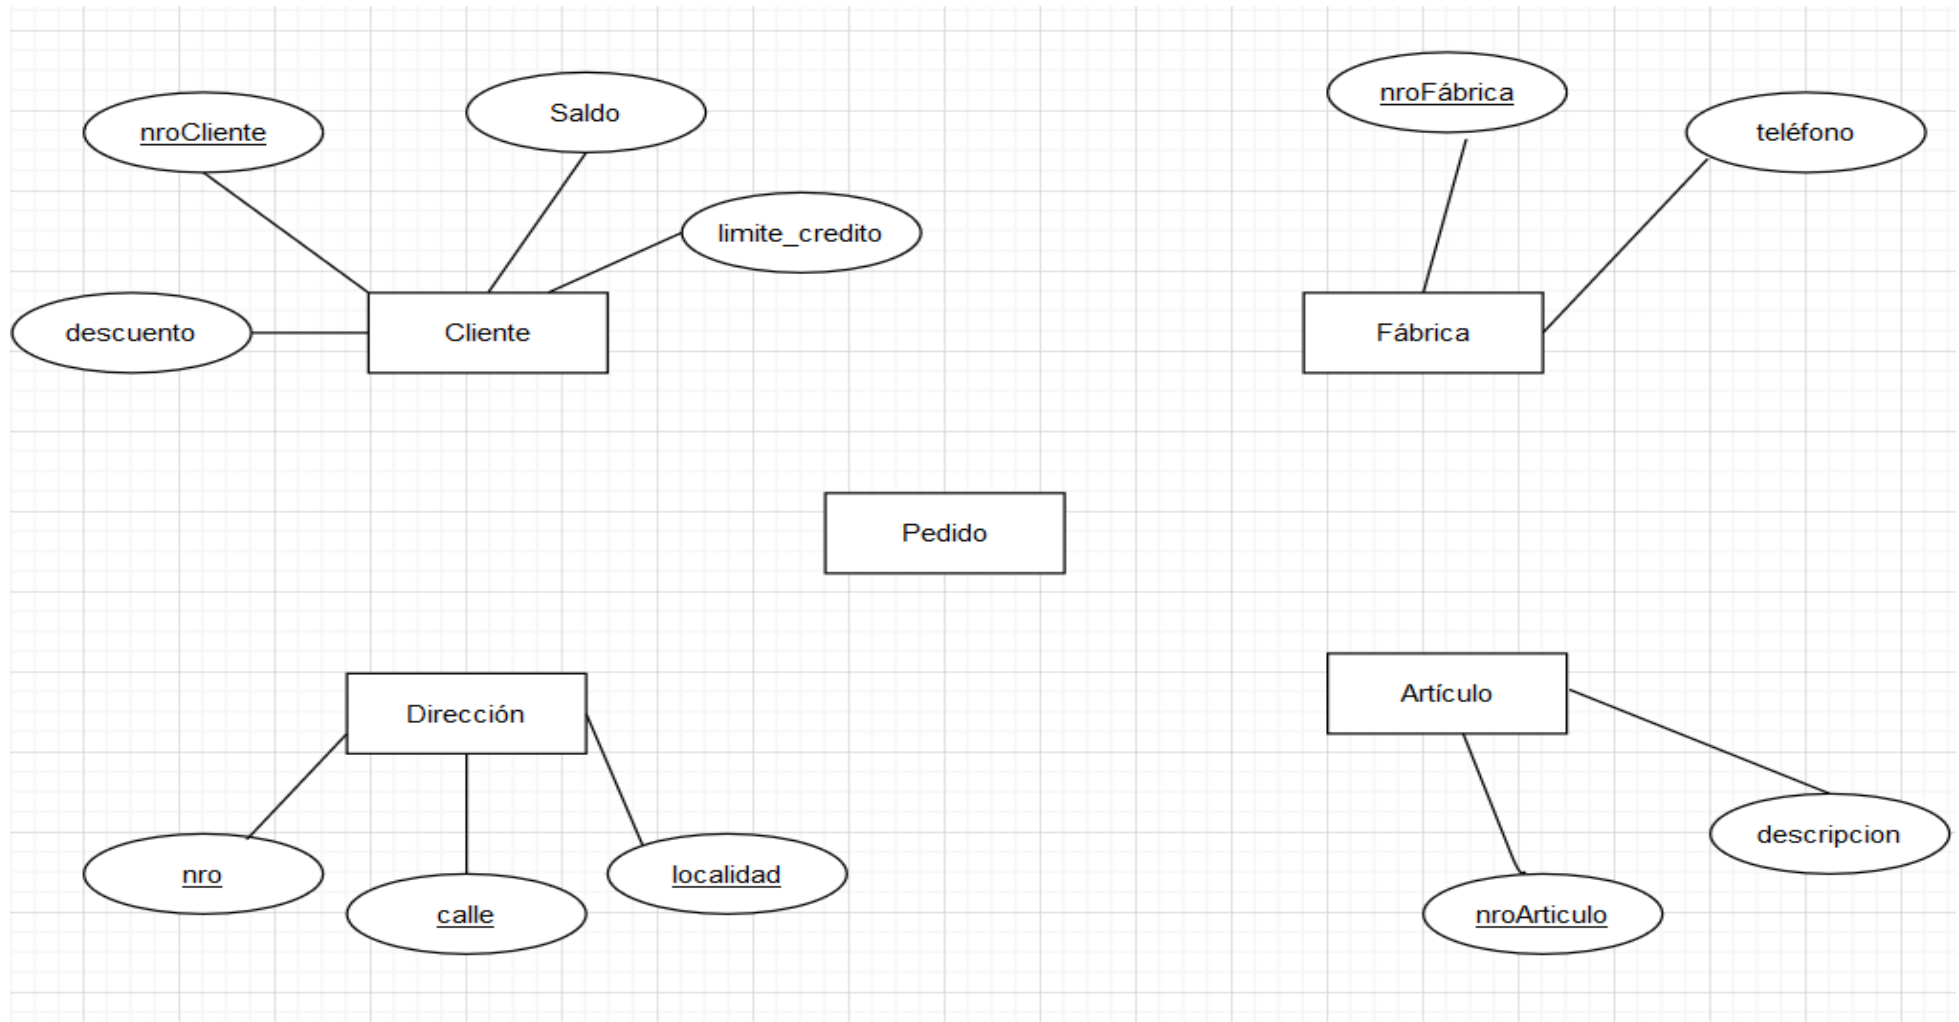 nroCliente
Saldo
limite_credito
descuento
Cliente
nroFábrica
teléfono
Fábrica
Pedido
Dirección
nro
calle
localidad
Artículo
descripcion
nroArticulo